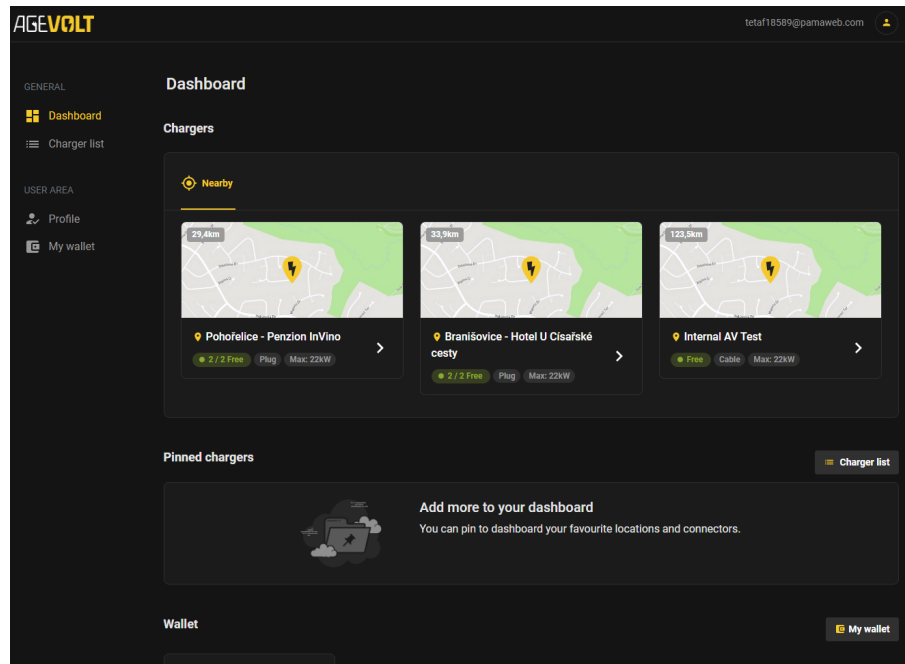 AGEVOLT
tetaf18589@pamaweb.com
GENERAL
Dashboard
Charger list
USER AREA
Profile
My wallet
Dashboard
Chargers
Nearby
29,4km
Pohořelice - Penzion InVino
2 / 2 Free Plug Max: 22kW
33,9km
Branišovice - Hotel U Císařské
cesty
2 / 2 Free Plug Max: 22kW
123,5km
Internal AV Test
Free Cable Max: 22kW
Pinned chargers
Charger list
Add more to your dashboard
You can pin to dashboard your favourite locations and connectors.
Wallet
My wallet